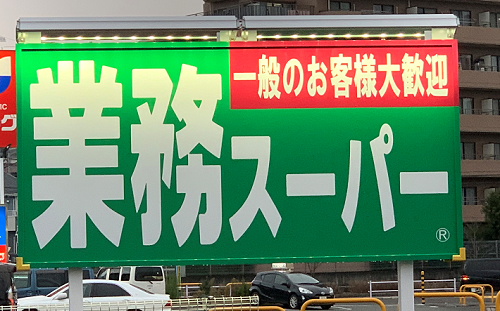 一般のお客様大歓迎
業務スーパー
®